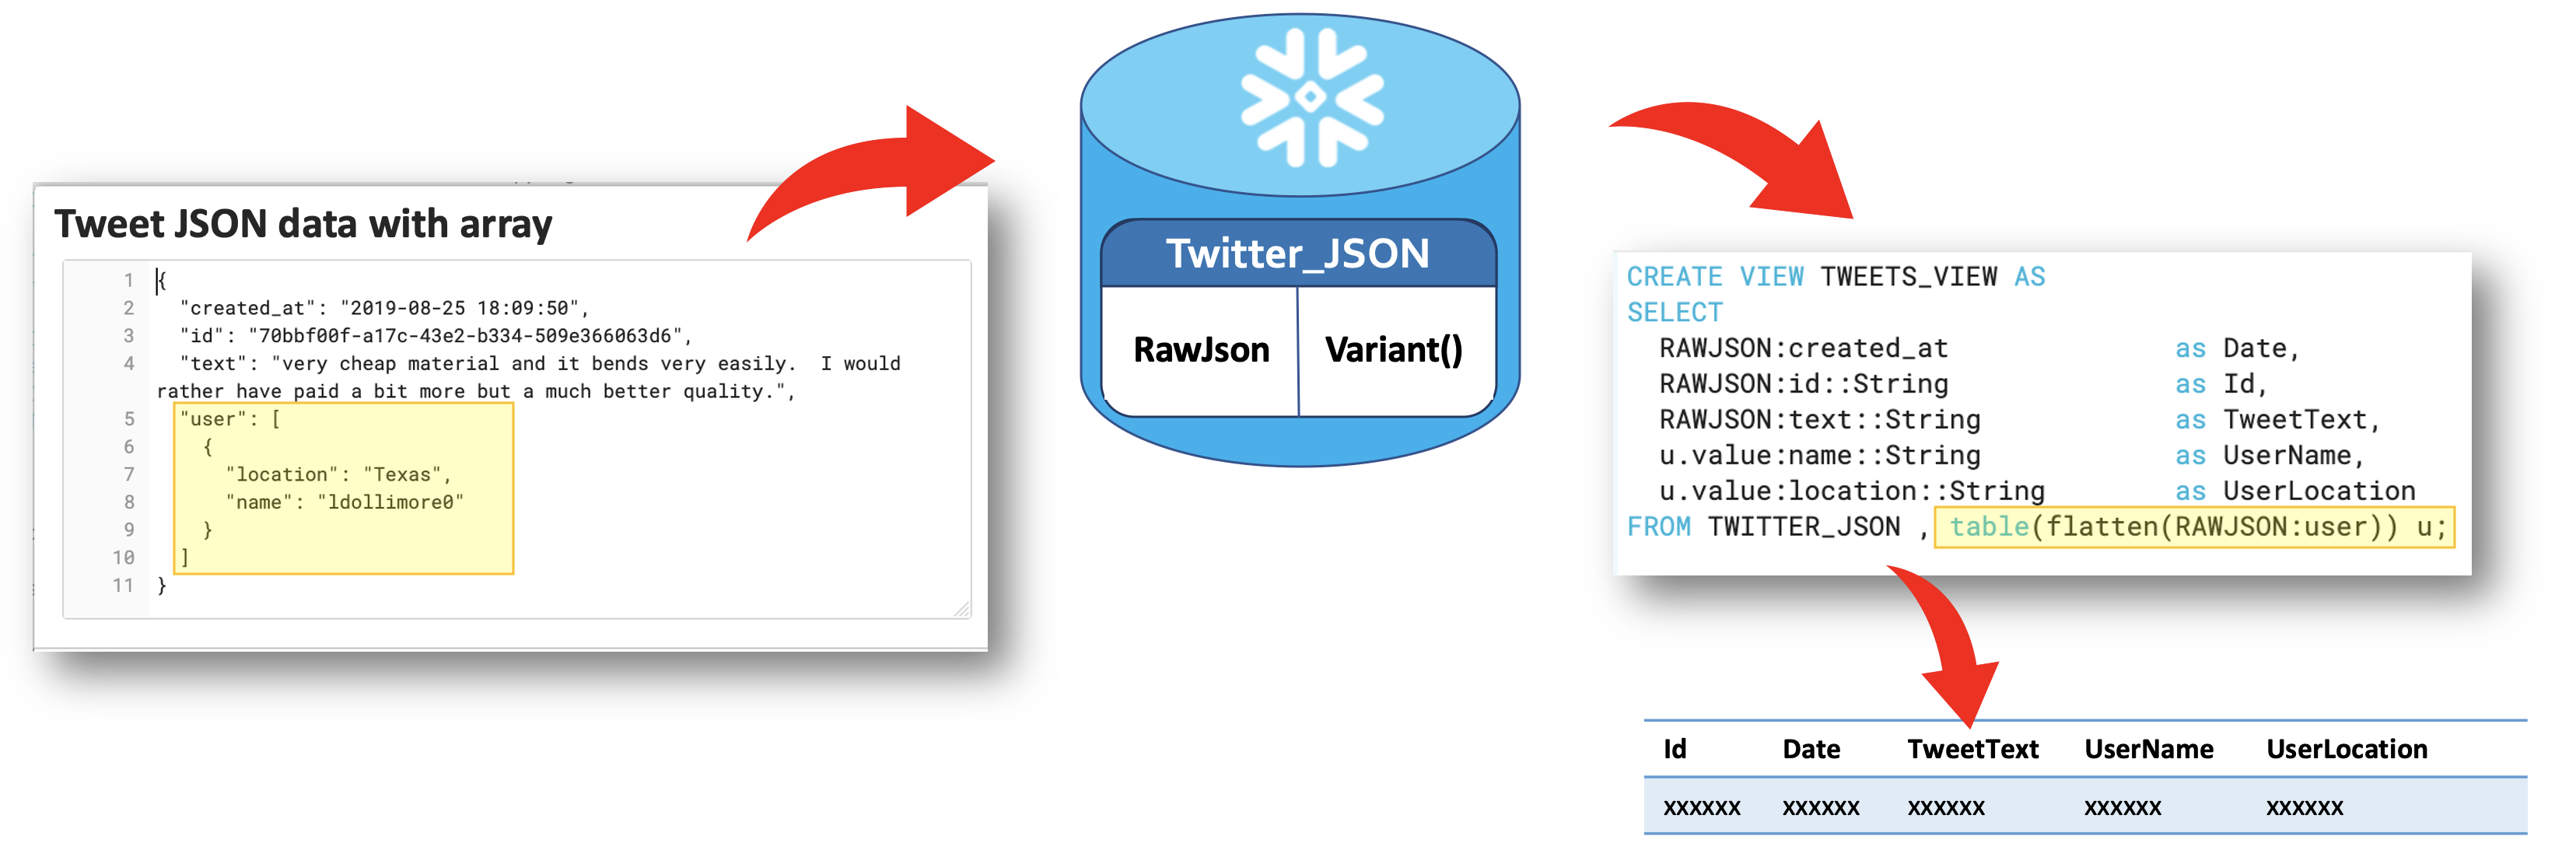 Tweet JSON data with array
1 {
2 "created_at": "2019-08-25 18:09:50",
3 "id": "70bbf00f-a17c-43e2-b334-509e366063d6",
4 "text": "very cheap material and it bends very easily.  I would
rather have paid a bit more but a much better quality.",
5 "user": [
6 {
7 "location": "Texas",
8 "name": "ldollimore0"
9 }
10 ]
11 }
Twitter_JSON
RawJson Variant()
CREATE VIEW TWEETS_VIEW AS
SELECT
RAWJSON:created_at as Date,
RAWJSON:id::String as Id,
RAWJSON:text::String as TweetText,
u.value:name::String as UserName,
u.value:location::String as UserLocation
FROM TWITTER_JSON , table(flatten(RAWJSON:user)) u;
Id Date TweetText UserName UserLocation
xxxxxx xxxxxx xxxxxx xxxxxx xxxxxx